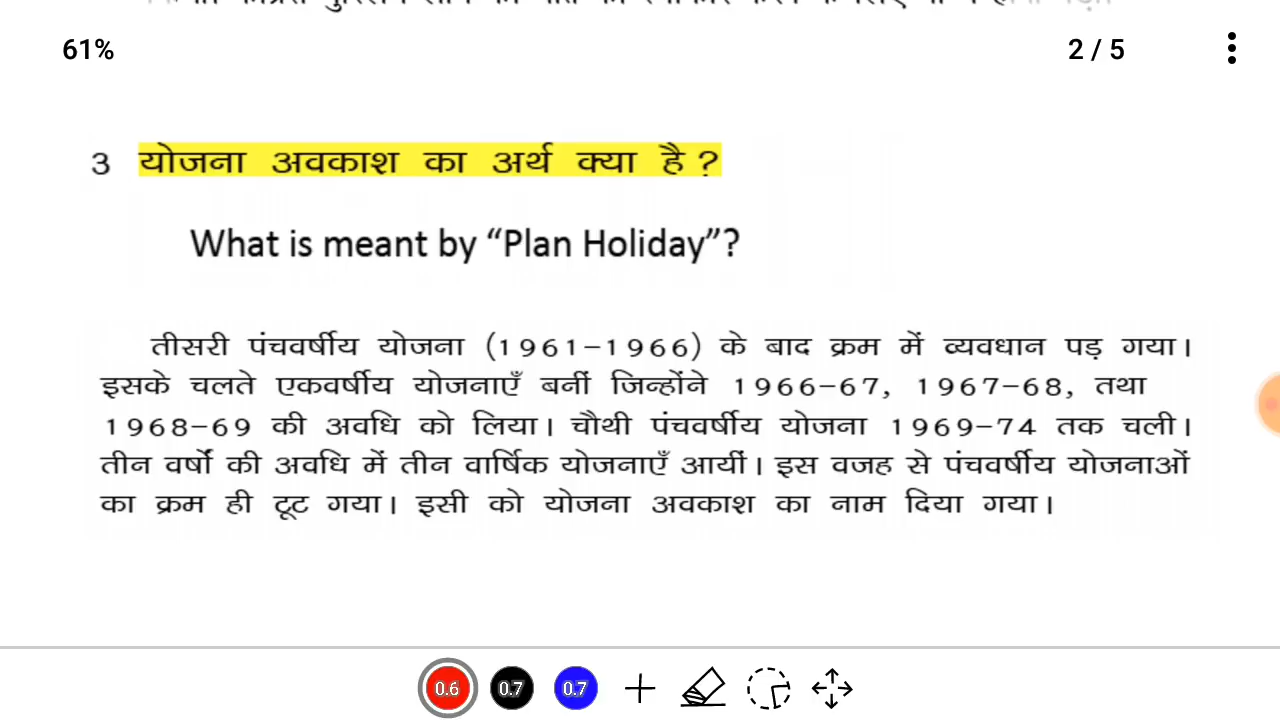 61%
2 / 5
3 योजना अवकाश का अर्थ क्या है ?
What is meant by “Plan Holiday”?
तीसरी पंचवर्षीय योजना (1961–1966) के बाद क्रम में व्यवधान पड़ गया।
इसके चलते एकवर्षीय योजनाएँ बनीं जिन्होंने 1966–67, 1967–68, तथा
1968–69 की अवधि को लिया। चौथी पंचवर्षीय योजना 1969–74 तक चली।
तीन वर्षों की अवधि में तीन वार्षिक योजनाएँ आयीं। इस वजह से पंचवर्षीय योजनाओं
का क्रम ही टूट गया। इसी को योजना अवकाश का नाम दिया गया।
0.6 0.7 0.7